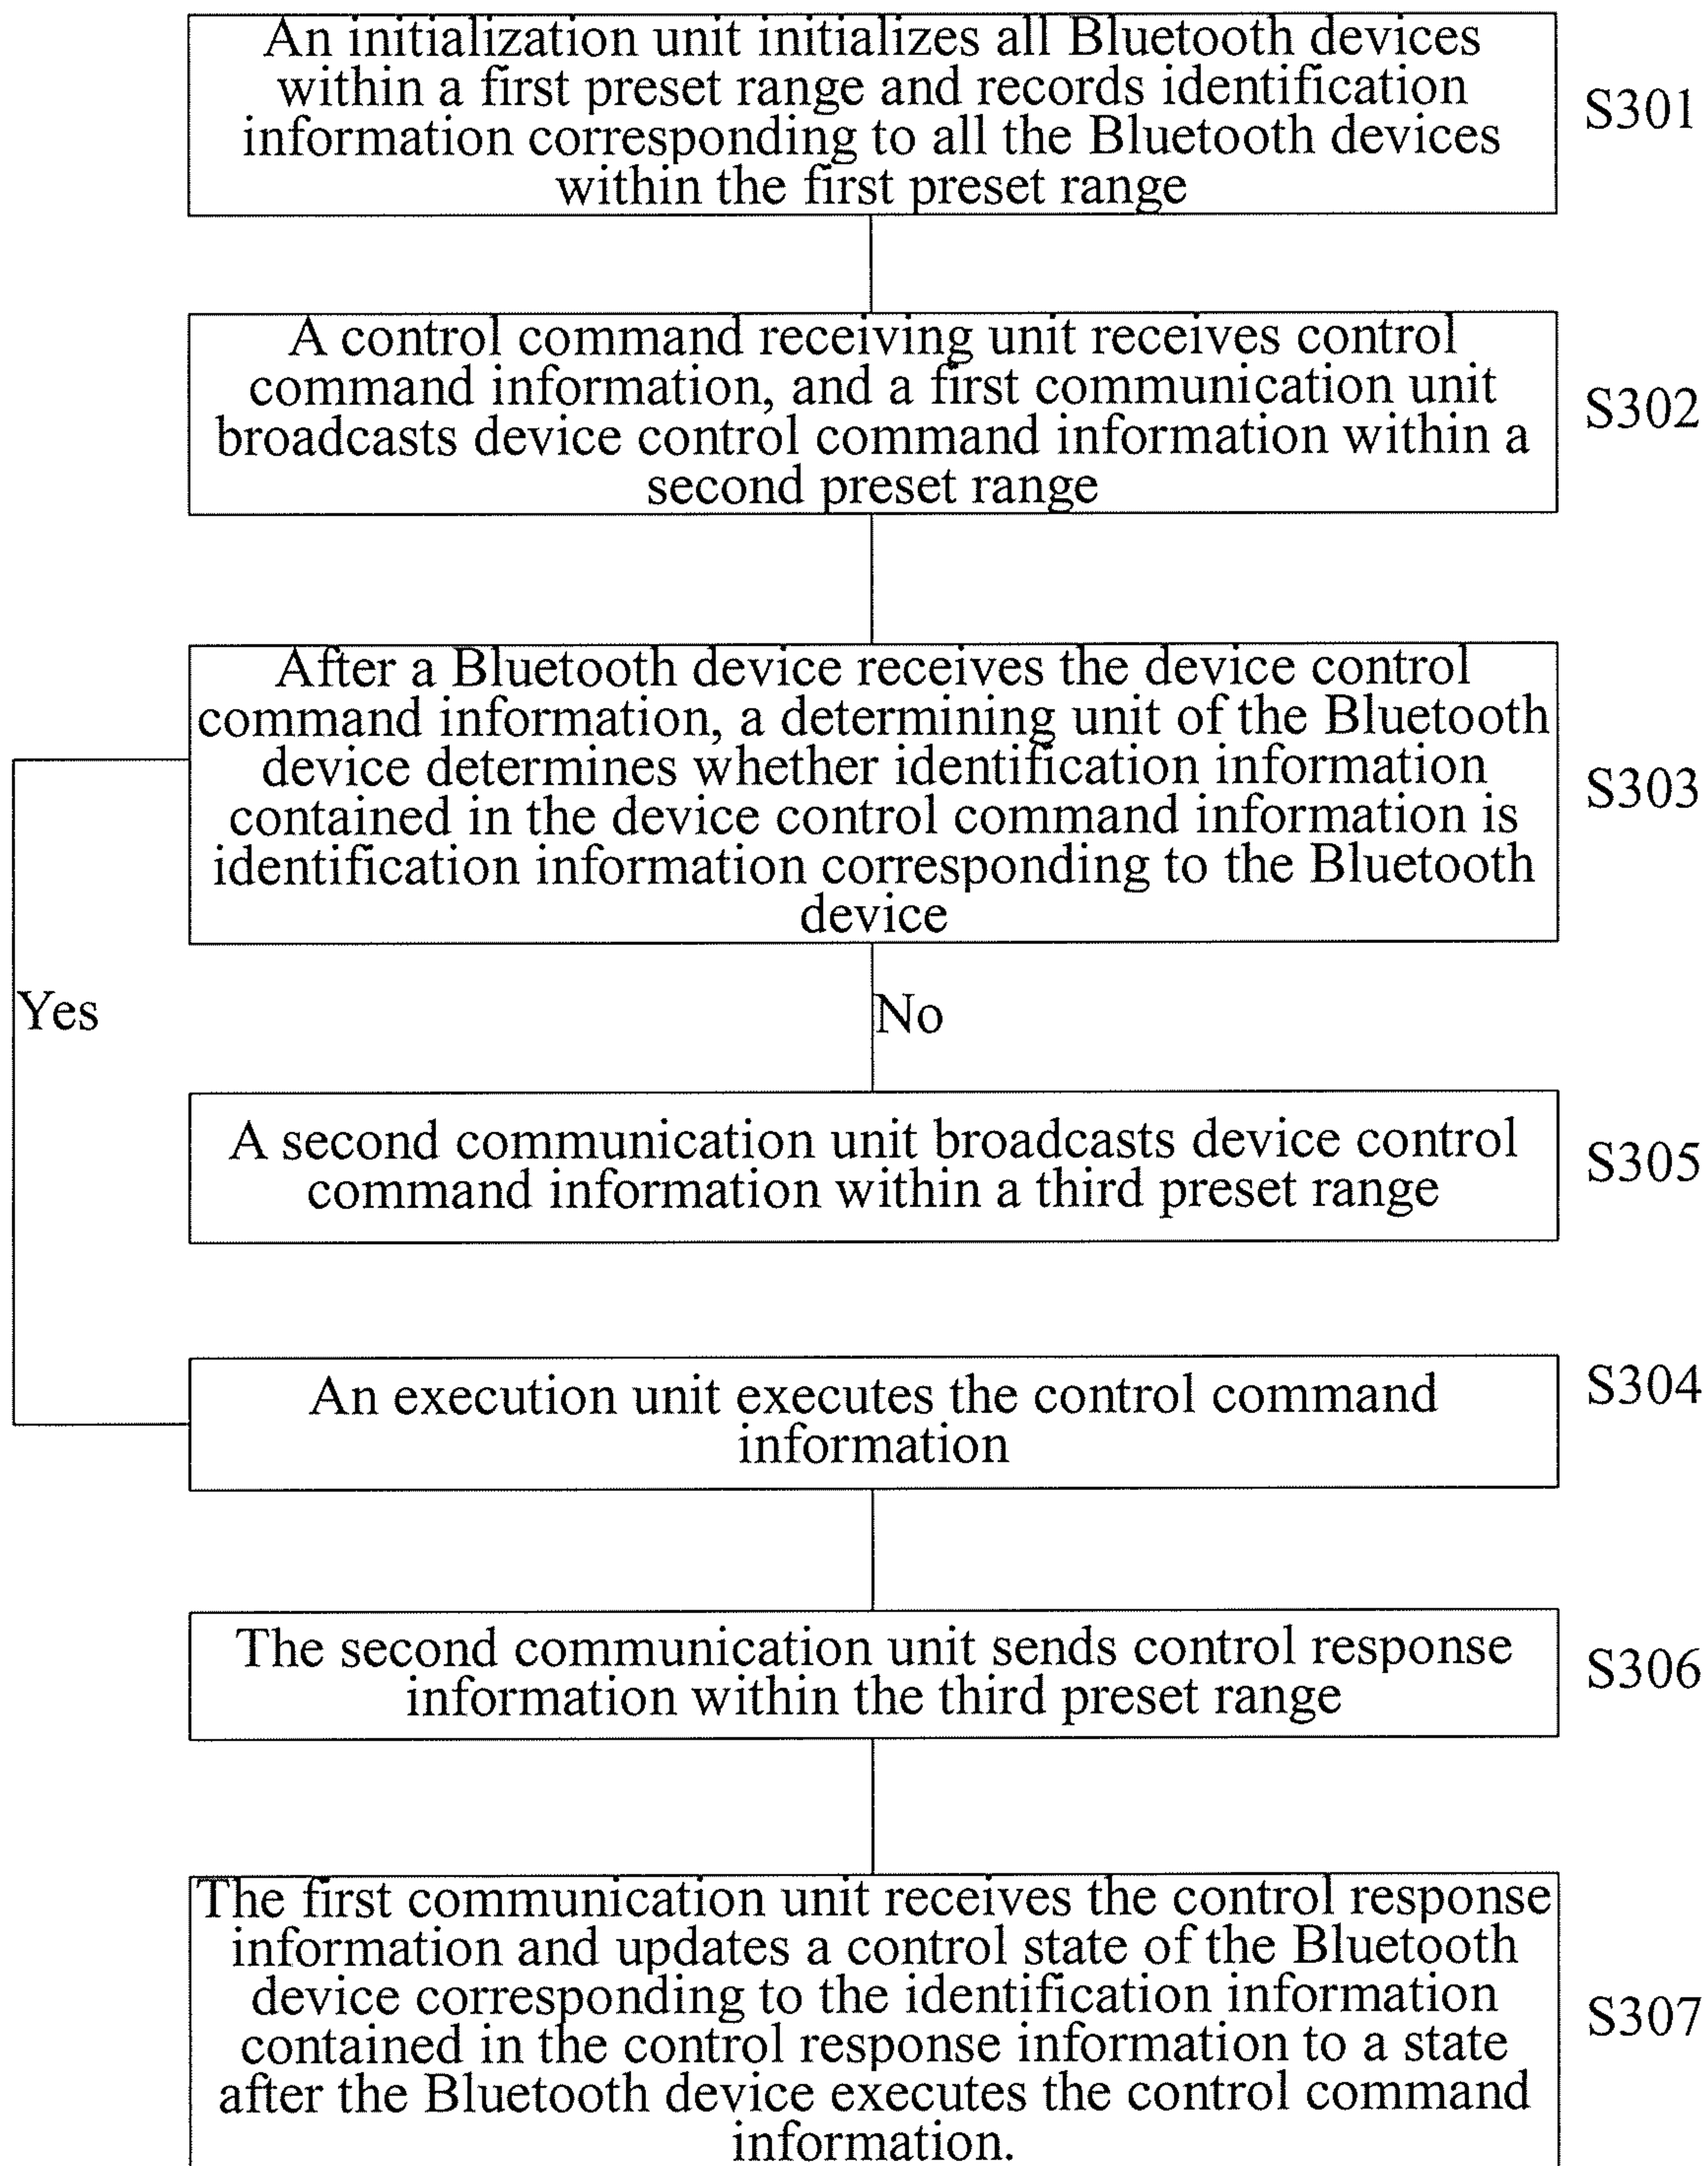 An initialization unit initializes all Bluetooth devices
within a first preset range and records identification
information corresponding to all the Bluetooth devices
within the first preset range
S301
A control command receiving unit receives control
command information, and a first communication unit
broadcasts device control command information within a
second preset range
S302
After a Bluetooth device receives the device control
command information, a determining unit of the Bluetooth
device determines whether identification information
contained in the device control command information is
identification information corresponding to the Bluetooth
device
S303
Yes
No
A second communication unit broadcasts device control
command information within a third preset range
S305
An execution unit executes the control command
information
S304
The second communication unit sends control response
information within the third preset range
S306
The first communication unit receives the control response
information and updates a control state of the Bluetooth
device corresponding to the identification information
contained in the control response information to a state
after the Bluetooth device executes the control command
information.
S307